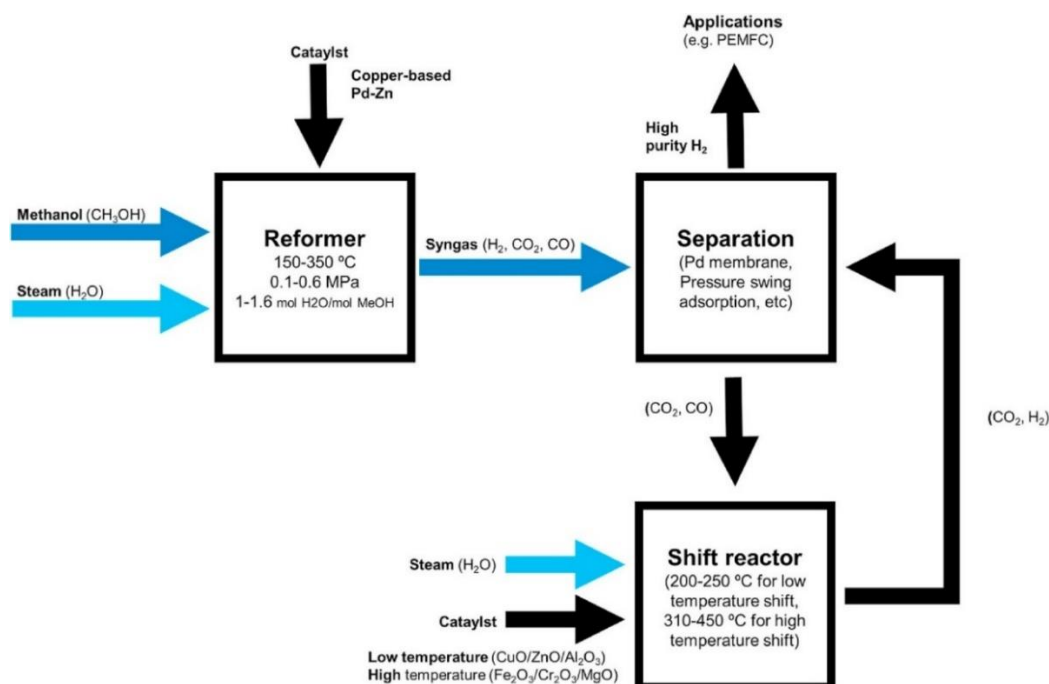 Applications
(e.g. PEMFC)
Cataylst
Copper-based
Pd-Zn
High
purity H₂
Methanol (CH₃OH)
Steam (H₂O)
Reformer
150-350 ºC
0.1-0.6 MPa
1-1.6 mol H2O/mol MeOH
Syngas (H₂, CO₂, CO)
Separation
(Pd membrane,
Pressure swing
adsorption, etc)
(CO₂, CO)
(CO₂, H₂)
Steam (H₂O)
Cataylst
Low temperature (CuO/ZnO/Al₂O₃)
High temperature (Fe₂O₃/Cr₂O₃/MgO)
Shift reactor
(200-250 ºC for low
temperature shift,
310-450 ºC for high
temperature shift)